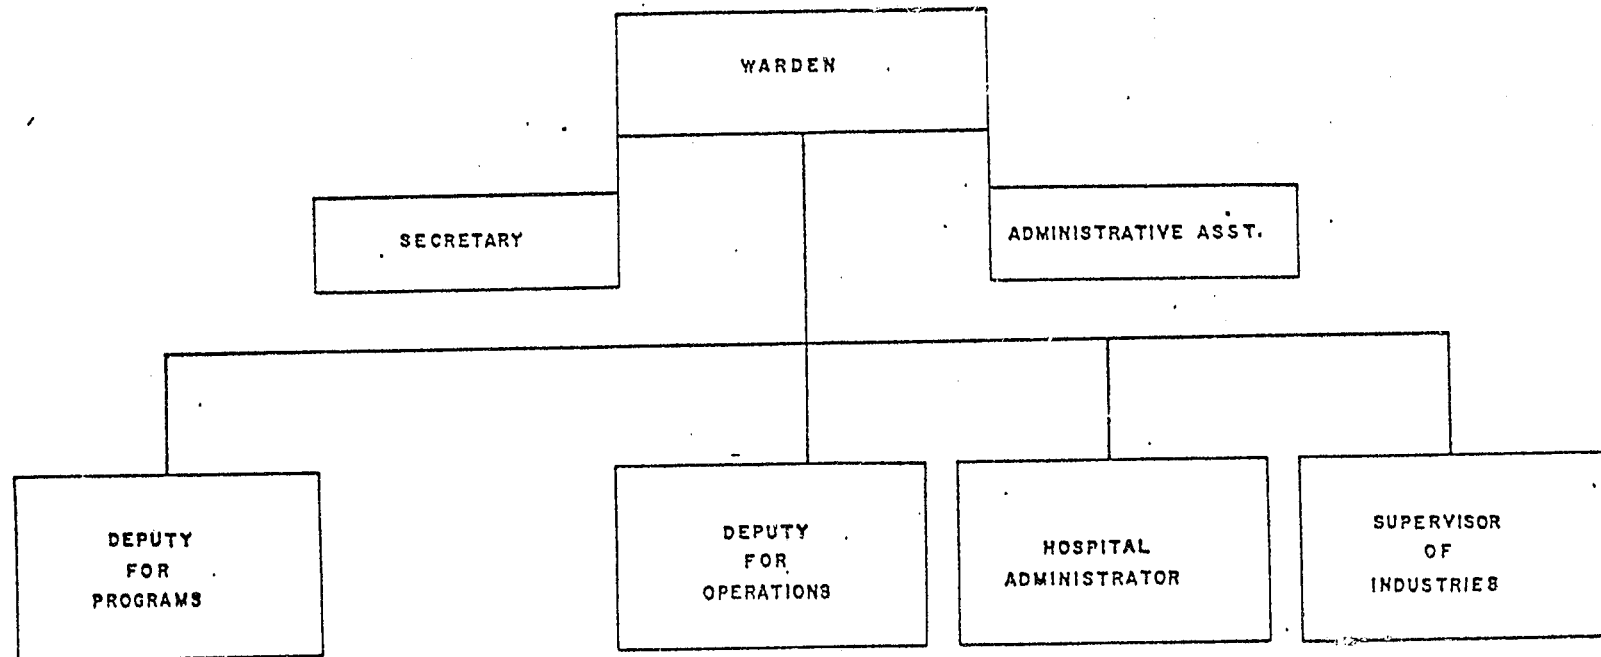 WARDEN
SECRETARY
ADMINISTRATIVE ASST.
DEPUTY
FOR
PROGRAMS
DEPUTY
FOR
OPERATIONS
HOSPITAL
ADMINISTRATOR
SUPERVISOR
OF
INDUSTRIES